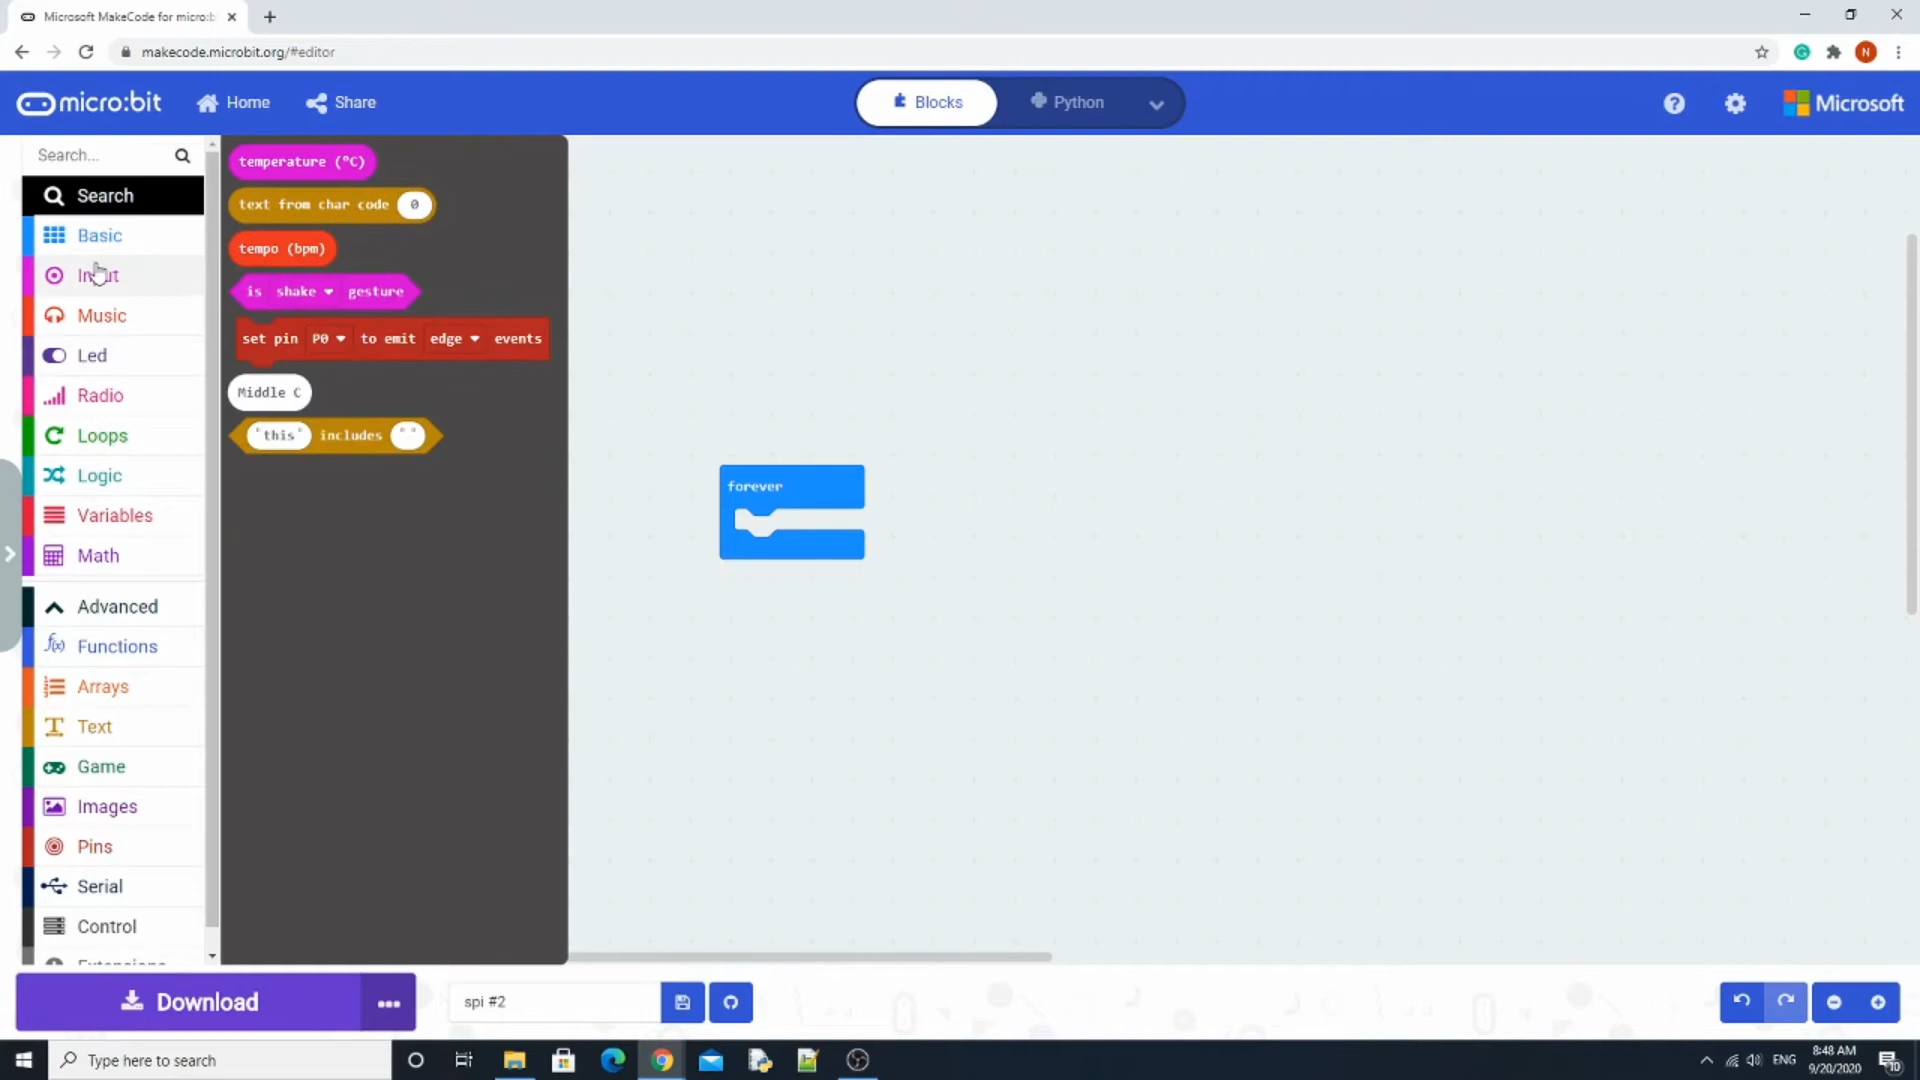 Microsoft MakeCode for micro:b
makecode.microbit.org/#editor
N
micro:bit
Home
Share
Blocks
Python
Microsoft
Search...
Search
Basic
Input
Music
Led
Radio
Loops
Logic
Variables
Math
Advanced
Functions
Arrays
Text
Game
Images
Pins
Serial
Control
Extensions
temperature (°C)
text from char code 0
tempo (bpm)
is shake gesture
set pin P0 to emit edge events
Middle C
"this" includes " "
forever
Download
spi #2
Type here to search
ENG
8:48 AM
9/20/2020
10